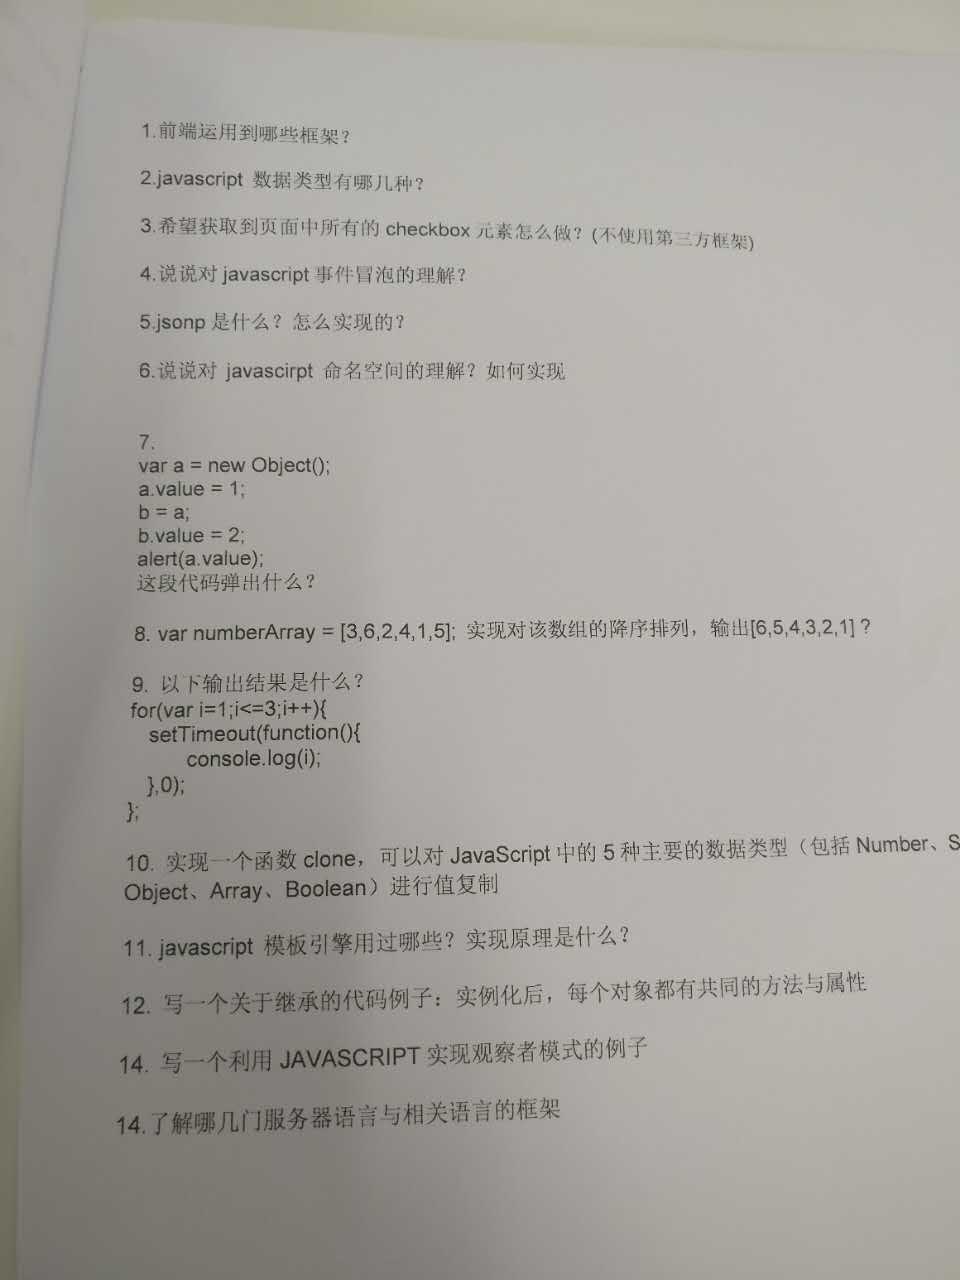 1.前端运用到哪些框架？
2.javascript 数据类型有哪几种？
3.希望获取到页面中所有的 checkbox 元素怎么做？(不使用第三方框架)
4.说说对 javascript 事件冒泡的理解？
5.jsonp 是什么？怎么实现的？
6.说说对 javascirpt 命名空间的理解？如何实现
7.
var a = new Object();
a.value = 1;
b = a;
b.value = 2;
alert(a.value);
这段代码弹出什么？
8. var numberArray = [3,6,2,4,1,5]; 实现对该数组的降序排列，输出[6,5,4,3,2,1]？
9. 以下输出结果是什么？
for(var i=1;i<=3;i++){
setTimeout(function(){
console.log(i);
},0);
};
10. 实现一个函数 clone，可以对 JavaScript 中的 5 种主要的数据类型（包括 Number、S
Object、Array、Boolean）进行值复制
11. javascript 模板引擎用过哪些？实现原理是什么？
12. 写一个关于继承的代码例子：实例化后，每个对象都有共同的方法与属性
14. 写一个利用 JAVASCRIPT 实现观察者模式的例子
14.了解哪几门服务器语言与相关语言的框架